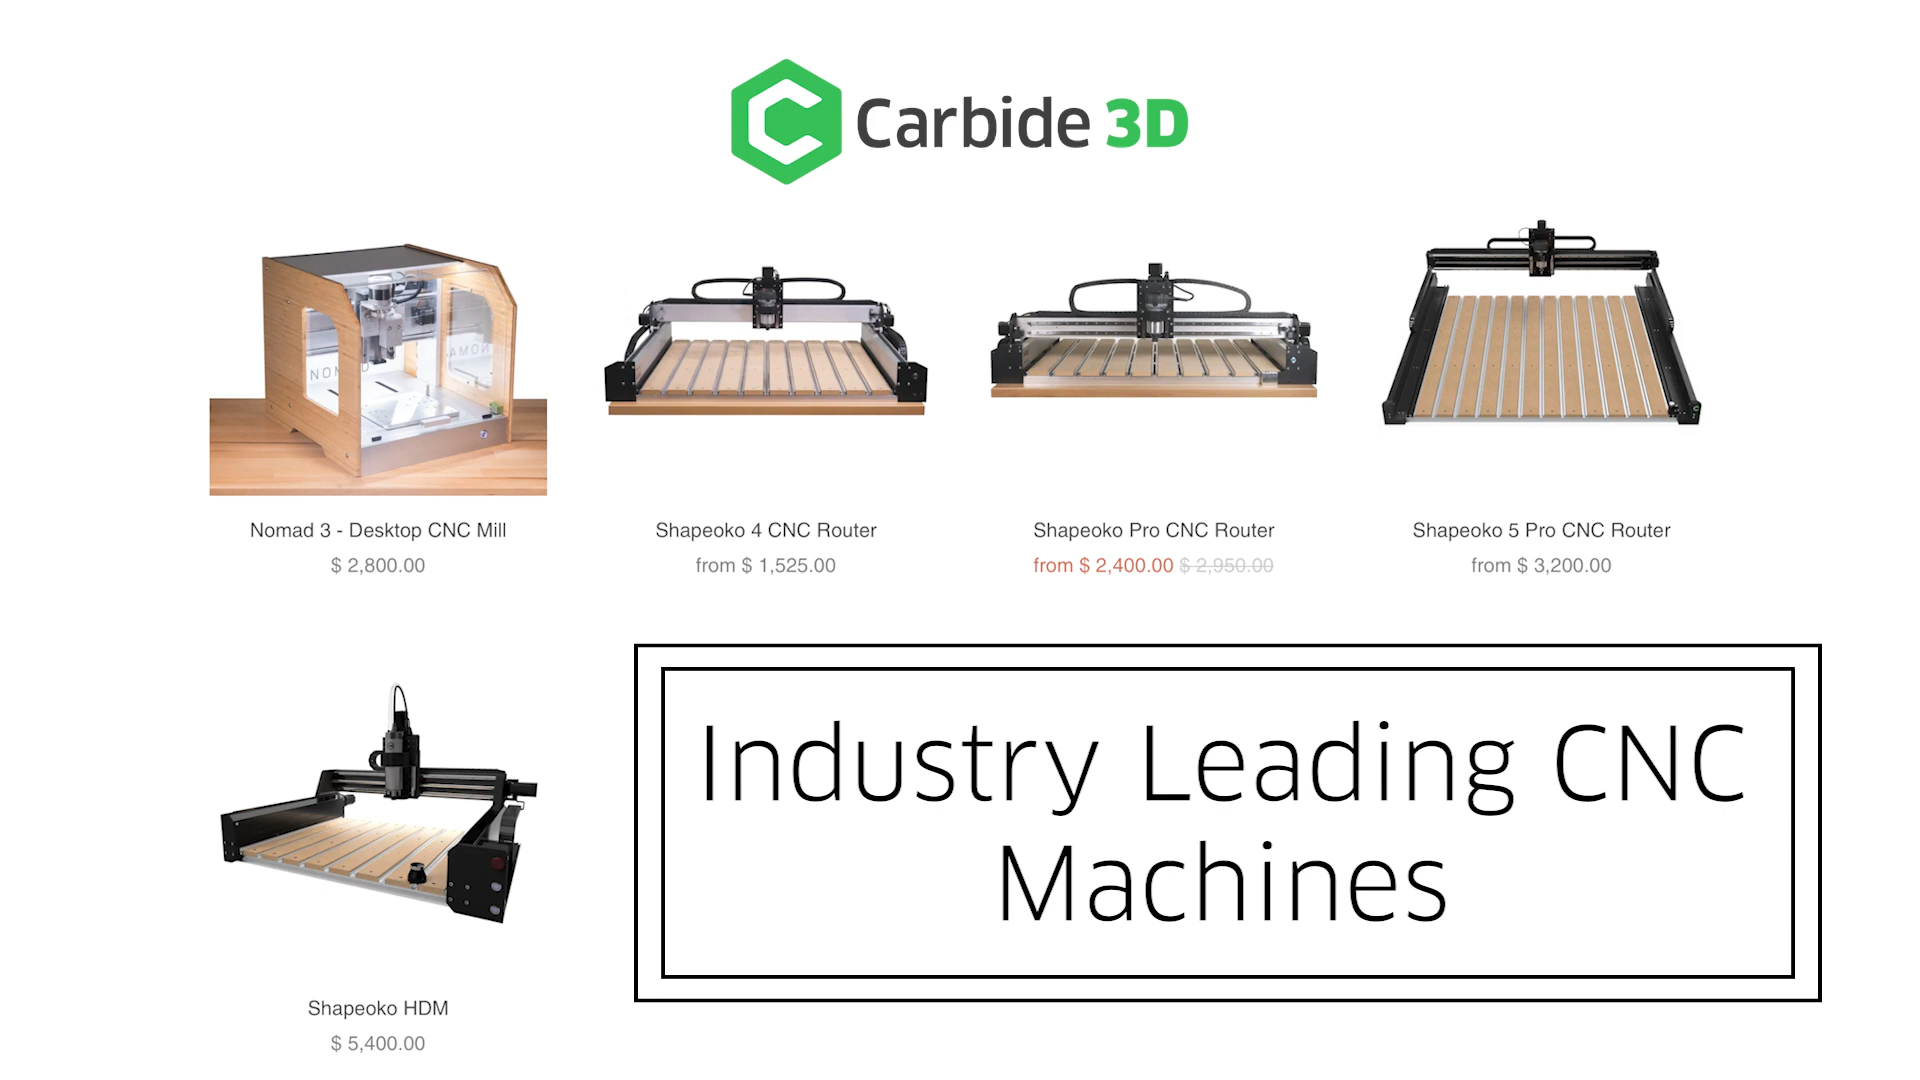 Carbide 3D
NOMAD
NOMA
Nomad 3 - Desktop CNC Mill
$ 2,800.00
Shapeoko 4 CNC Router
from $ 1,525.00
Shapeoko Pro CNC Router
from $ 2,400.00 $ 2,950.00
Shapeoko 5 Pro CNC Router
from $ 3,200.00
Shapeoko HDM
$ 5,400.00
Industry Leading CNC
Machines